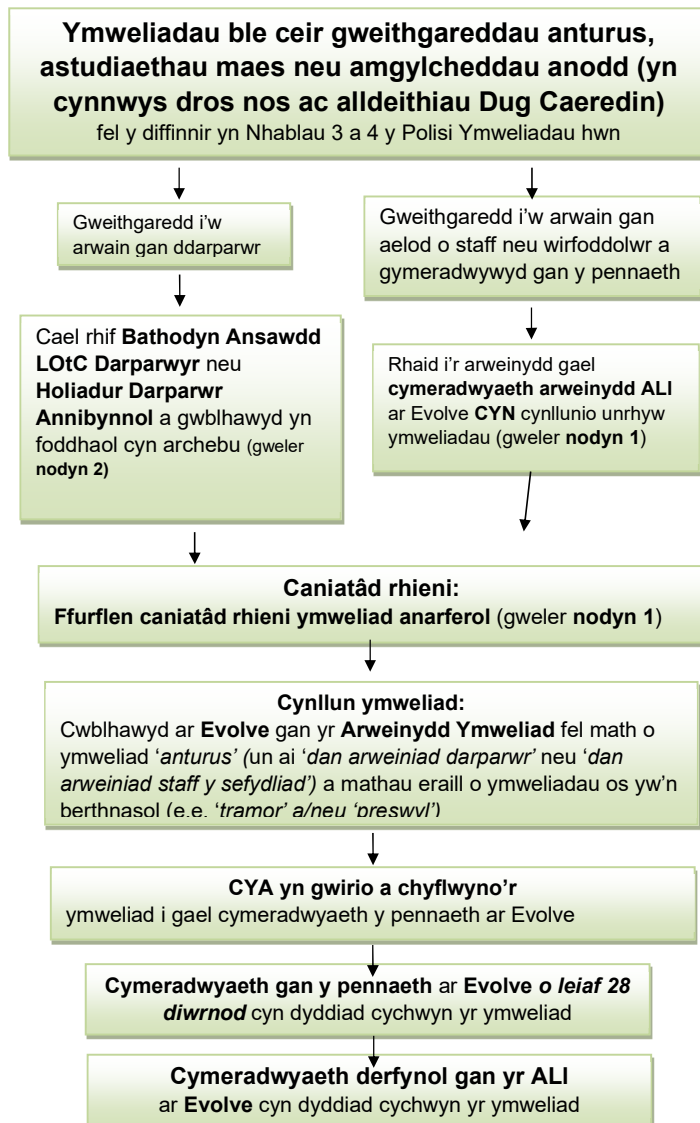 Ymweliadau ble ceir gweithgareddau anturus,
astudiaethau maes neu amgylcheddau anodd (yn
cynnwys dros nos ac alldeithiau Dug Caeredin)
fel y diffinnir yn Nhablau 3 a 4 y Polisi Ymweliadau hwn
Gweithgaredd i'w
arwain gan ddarparwr
Cael rhif Bathodyn Ansawdd
LOtC Darparwyr neu
Holiadur Darparwr
Annibynnol a gwblhawyd yn
foddhaol cyn archebu (gweler
nodyn 2)
Gweithgaredd i'w arwain gan
aelod o staff neu wirfoddolwr a
gymeradwywyd gan y pennaeth
Rhaid i'r arweinydd gael
cymeradwyaeth arweinydd ALI
ar Evolve CYN cynllunio unrhyw
ymweliadau (gweler nodyn 1)
Caniatâd rhieni:
Ffurflen caniatâd rhieni ymweliad anarferol (gweler nodyn 1)
Cynllun ymweliad:
Cwblhawyd ar Evolve gan yr Arweinydd Ymweliad fel math o
ymweliad 'anturus' (un ai 'dan arweiniad darparwr' neu 'dan
arweiniad staff y sefydliad') a mathau eraill o ymweliadau os yw'n
berthnasol (e.e. 'tramor' a/neu 'preswyl')
CYA yn gwirio a chyflwyno'r
ymweliad i gael cymeradwyaeth y pennaeth ar Evolve
Cymeradwyaeth gan y pennaeth ar Evolve o leiaf 28
diwrnod cyn dyddiad cychwyn yr ymweliad
Cymeradwyaeth derfynol gan yr ALI
ar Evolve cyn dyddiad cychwyn yr ymweliad